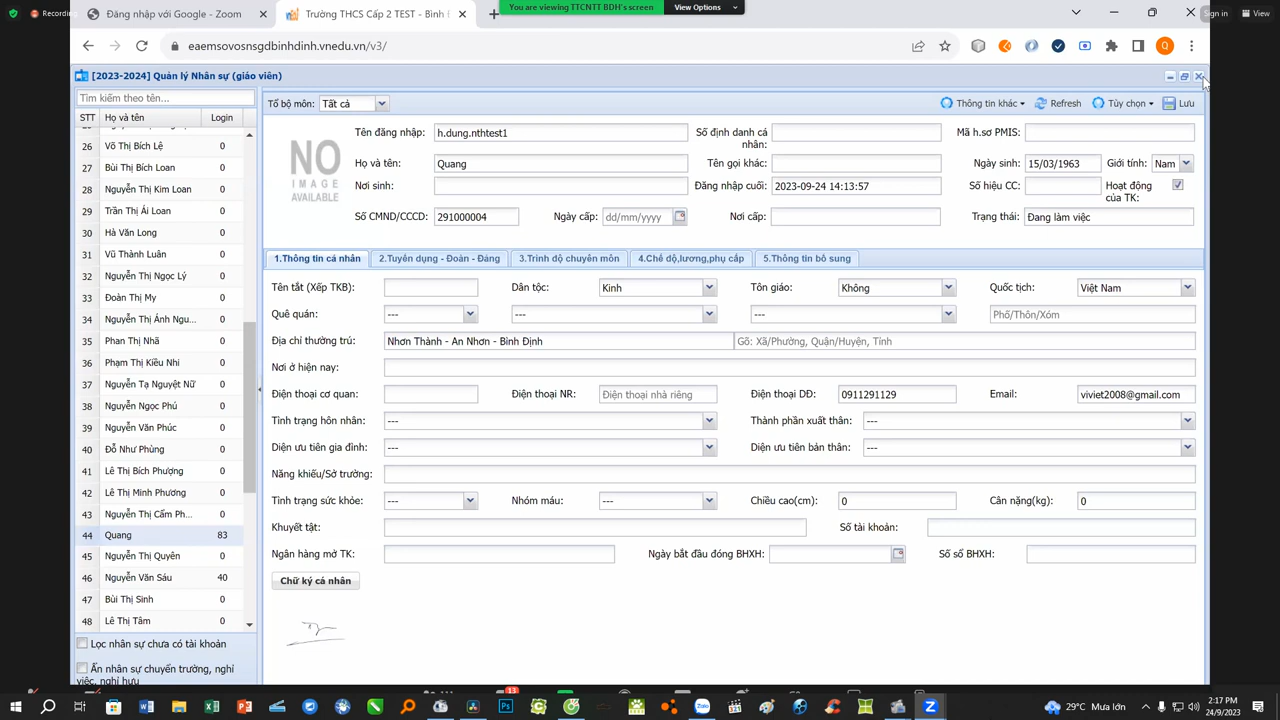 Recording
Đăng nhập với Google - Zoom
Trường THCS Cấp 2 TEST - Bình Đ
You are viewing TTCNTT BDH's screen
View Options
Sign in
View
eaemsovosnsgdbinhdinh.vnedu.vn/v3/
Q
[2023-2024] Quản lý Nhân sự (giáo viên)
Tìm kiếm theo tên...
Tổ bộ môn: Tất cả
Thông tin khác
Refresh
Tùy chọn
Lưu
STT Họ và tên Login
26 Võ Thị Bích Lệ 0
27 Bùi Thị Bích Loan 0
28 Nguyễn Thị Kim Loan 0
29 Trần Thị Ái Loan 0
30 Hà Văn Long 0
31 Vũ Thành Luân 0
32 Nguyễn Thị Ngọc Lý 0
33 Đoàn Thị My 0
34 Nguyễn Thị Ánh Ngu... 0
35 Phan Thị Nhã 0
36 Phạm Thị Kiều Nhi 0
37 Nguyễn Tạ Nguyệt Nữ 0
38 Nguyễn Ngọc Phú 0
39 Nguyễn Văn Phúc 0
40 Đỗ Như Phùng 0
41 Lê Thị Bích Phượng 0
42 Lê Thị Minh Phương 0
43 Nguyễn Thị Cẩm Ph... 0
44 Quang 83
45 Nguyễn Thị Quyên 0
46 Nguyễn Văn Sáu 40
47 Bùi Thị Sinh 0
48 Lê Thị Tâm 0
Lọc nhân sự chưa có tài khoản
Ẩn nhân sự chuyển trường, nghỉ
việc, nghỉ hưu
NO
IMAGE
AVAILABLE
Tên đăng nhập: h.dung.nthtest1 Số định danh cá nhân: Mã h.sơ PMIS:
Họ và tên: Quang Tên gọi khác: Ngày sinh: 15/03/1963 Giới tính: Nam
Nơi sinh: Đăng nhập cuối: 2023-09-24 14:13:57 Số hiệu CC: Hoạt động của TK:
Số CMND/CCCD: 291000004 Ngày cấp: dd/mm/yyyy Nơi cấp: Trạng thái: Đang làm việc
1.Thông tin cá nhân 2.Tuyển dụng - Đoàn - Đảng 3.Trình độ chuyên môn 4.Chế độ,lương,phụ cấp 5.Thông tin bổ sung
Tên tắt (Xếp TKB): Dân tộc: Kinh Tôn giáo: Không Quốc tịch: Việt Nam
Quê quán: --- --- --- Phố/Thôn/Xóm
Địa chỉ thường trú: Nhơn Thành - An Nhơn - Bình Định Gõ: Xã/Phường, Quận/Huyện, Tỉnh
Nơi ở hiện nay:
Điện thoại cơ quan: Điện thoại NR: Điện thoại nhà riêng Điện thoại DĐ: 0911291129 Email: viviet2008@gmail.com
Tình trạng hôn nhân: --- Thành phần xuất thân: ---
Diện ưu tiên gia đình: --- Diện ưu tiên bản thân: ---
Năng khiếu/Sở trường:
Tình trạng sức khỏe: --- Nhóm máu: --- Chiều cao(cm): 0 Cân nặng(kg): 0
Khuyết tật: Số tài khoản:
Ngân hàng mở TK: Ngày bắt đầu đóng BHXH: Số sổ BHXH:
Chữ ký cá nhân
13
23°C Mưa lớn
2:17 PM
24/9/2023